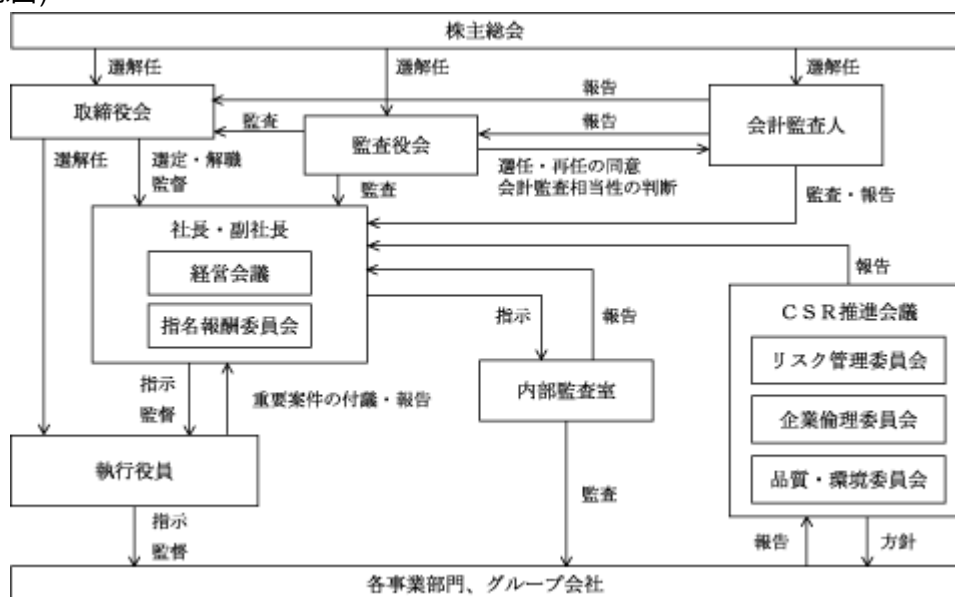 株主総会
選解任
選解任
選解任
報告
取締役会
監査
報告
会計監査人
監査役会
選解任
選定・解職
監督
監査
選任・再任の同意
会計監査相当性の判断
監査・報告
社長・副社長
経営会議
指名報酬委員会
報告
CSR推進会議
リスク管理委員会
企業倫理委員会
品質・環境委員会
指示
報告
内部監査室
指示
監督
重要案件の付議・報告
執行役員
監査
指示
監督
報告
方針
各事業部門、グループ会社